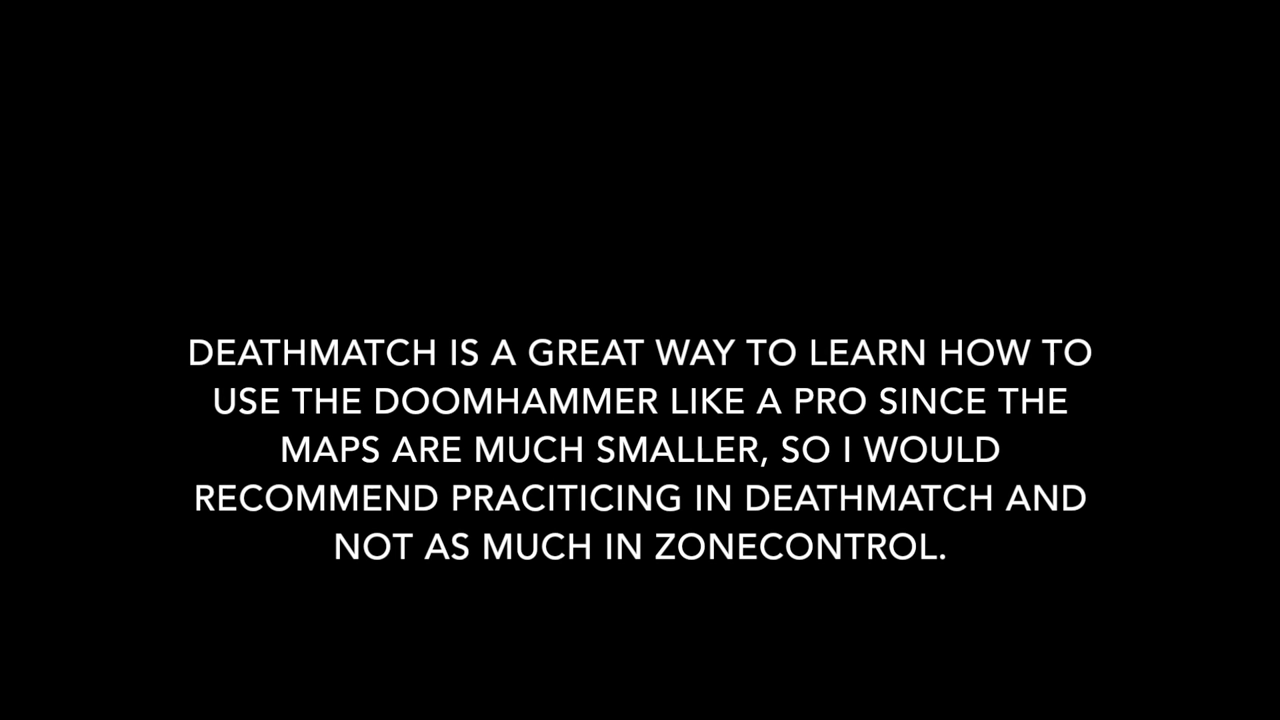 DEATHMATCH IS A GREAT WAY TO LEARN HOW TO
USE THE DOOMHAMMER LIKE A PRO SINCE THE
MAPS ARE MUCH SMALLER, SO I WOULD
RECOMMEND PRACITICING IN DEATHMATCH AND
NOT AS MUCH IN ZONECONTROL.